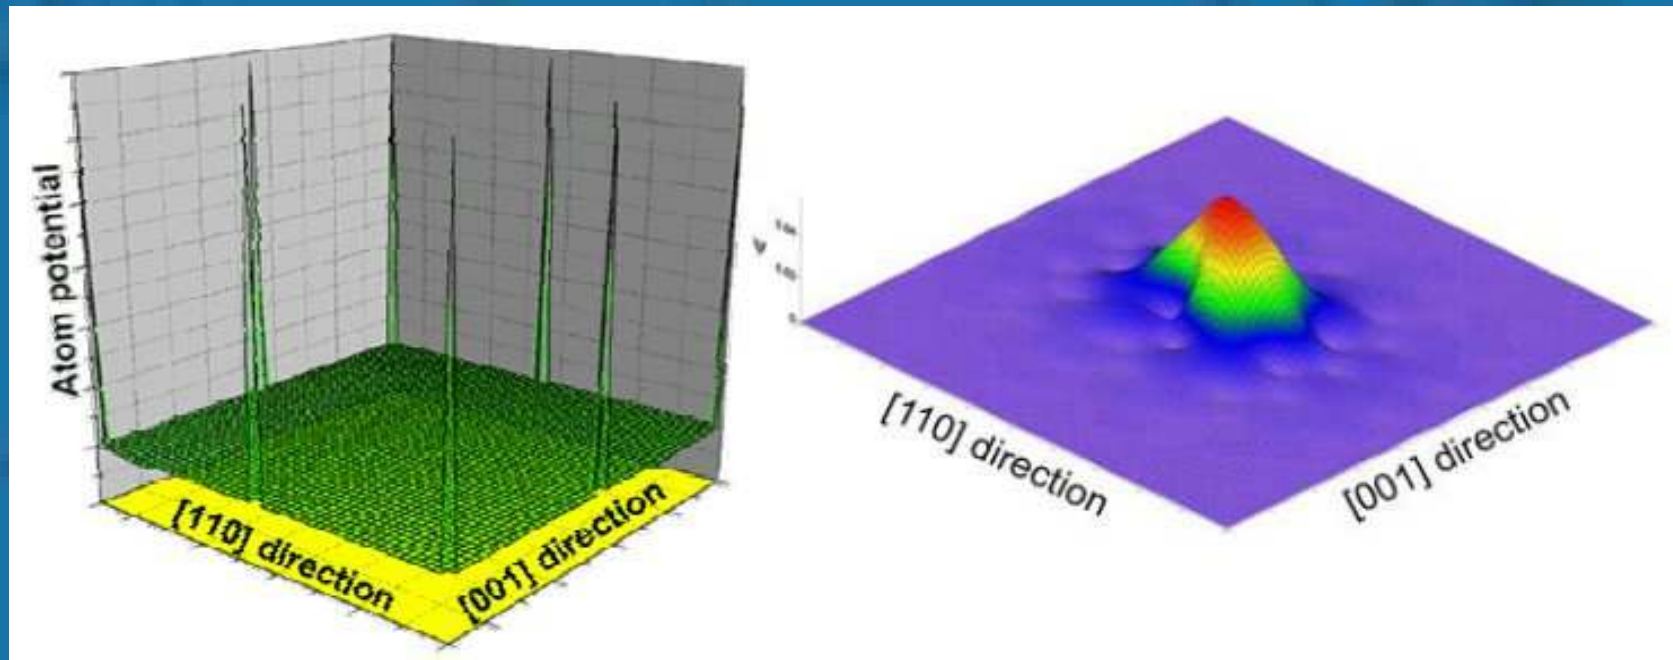 Atom potential
[110] direction
[001] direction
[110] direction
[001] direction